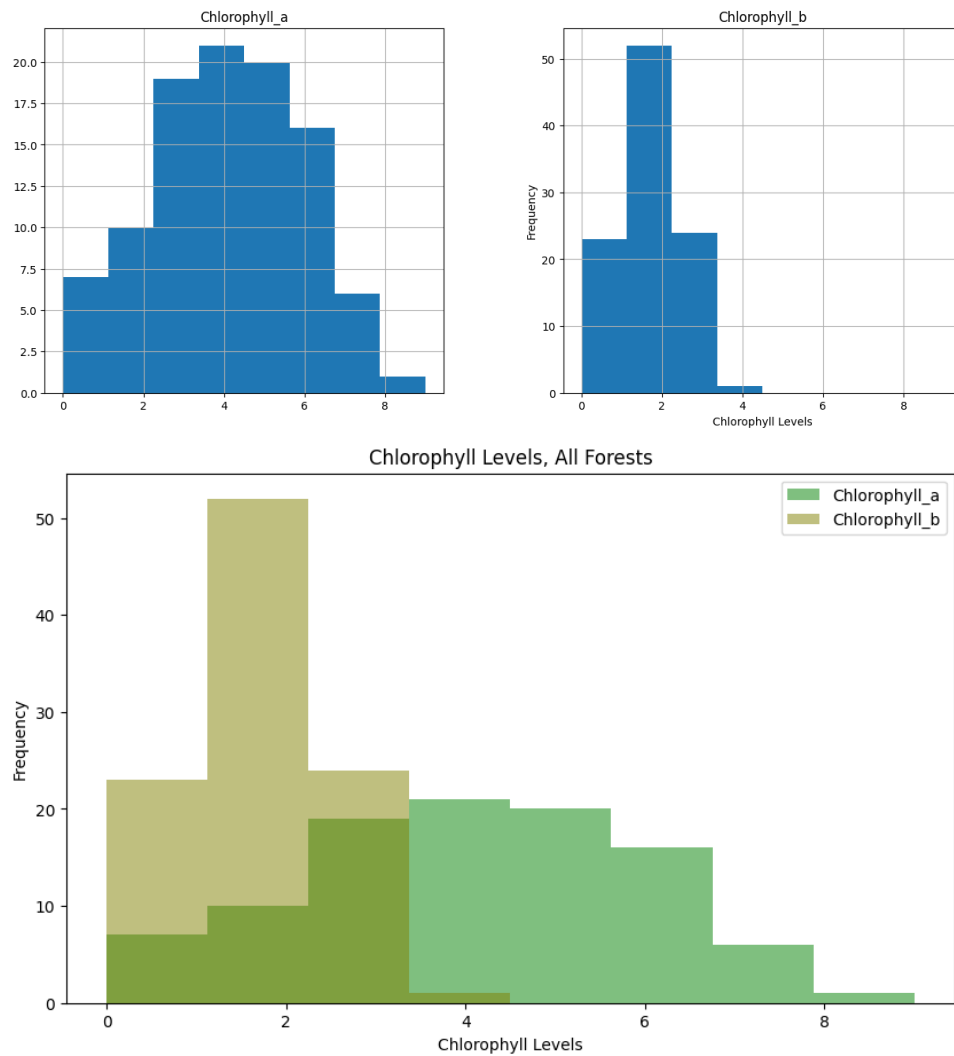 Chlorophyll_a
20.0
17.5
15.0
12.5
10.0
7.5
5.0
2.5
0.0
0 2 4 6 8
Chlorophyll_b
50
40
30
20
10
0
Frequency
0 2 4 6 8
Chlorophyll Levels
Chlorophyll Levels, All Forests
Chlorophyll_a
Chlorophyll_b
50
40
30
20
10
0
Frequency
0 2 4 6 8
Chlorophyll Levels